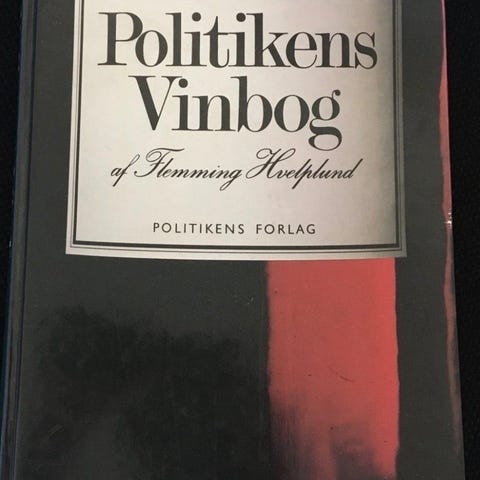 Politikens
Vinbog
af Flemming Hvelplund
POLITIKENS FORLAG